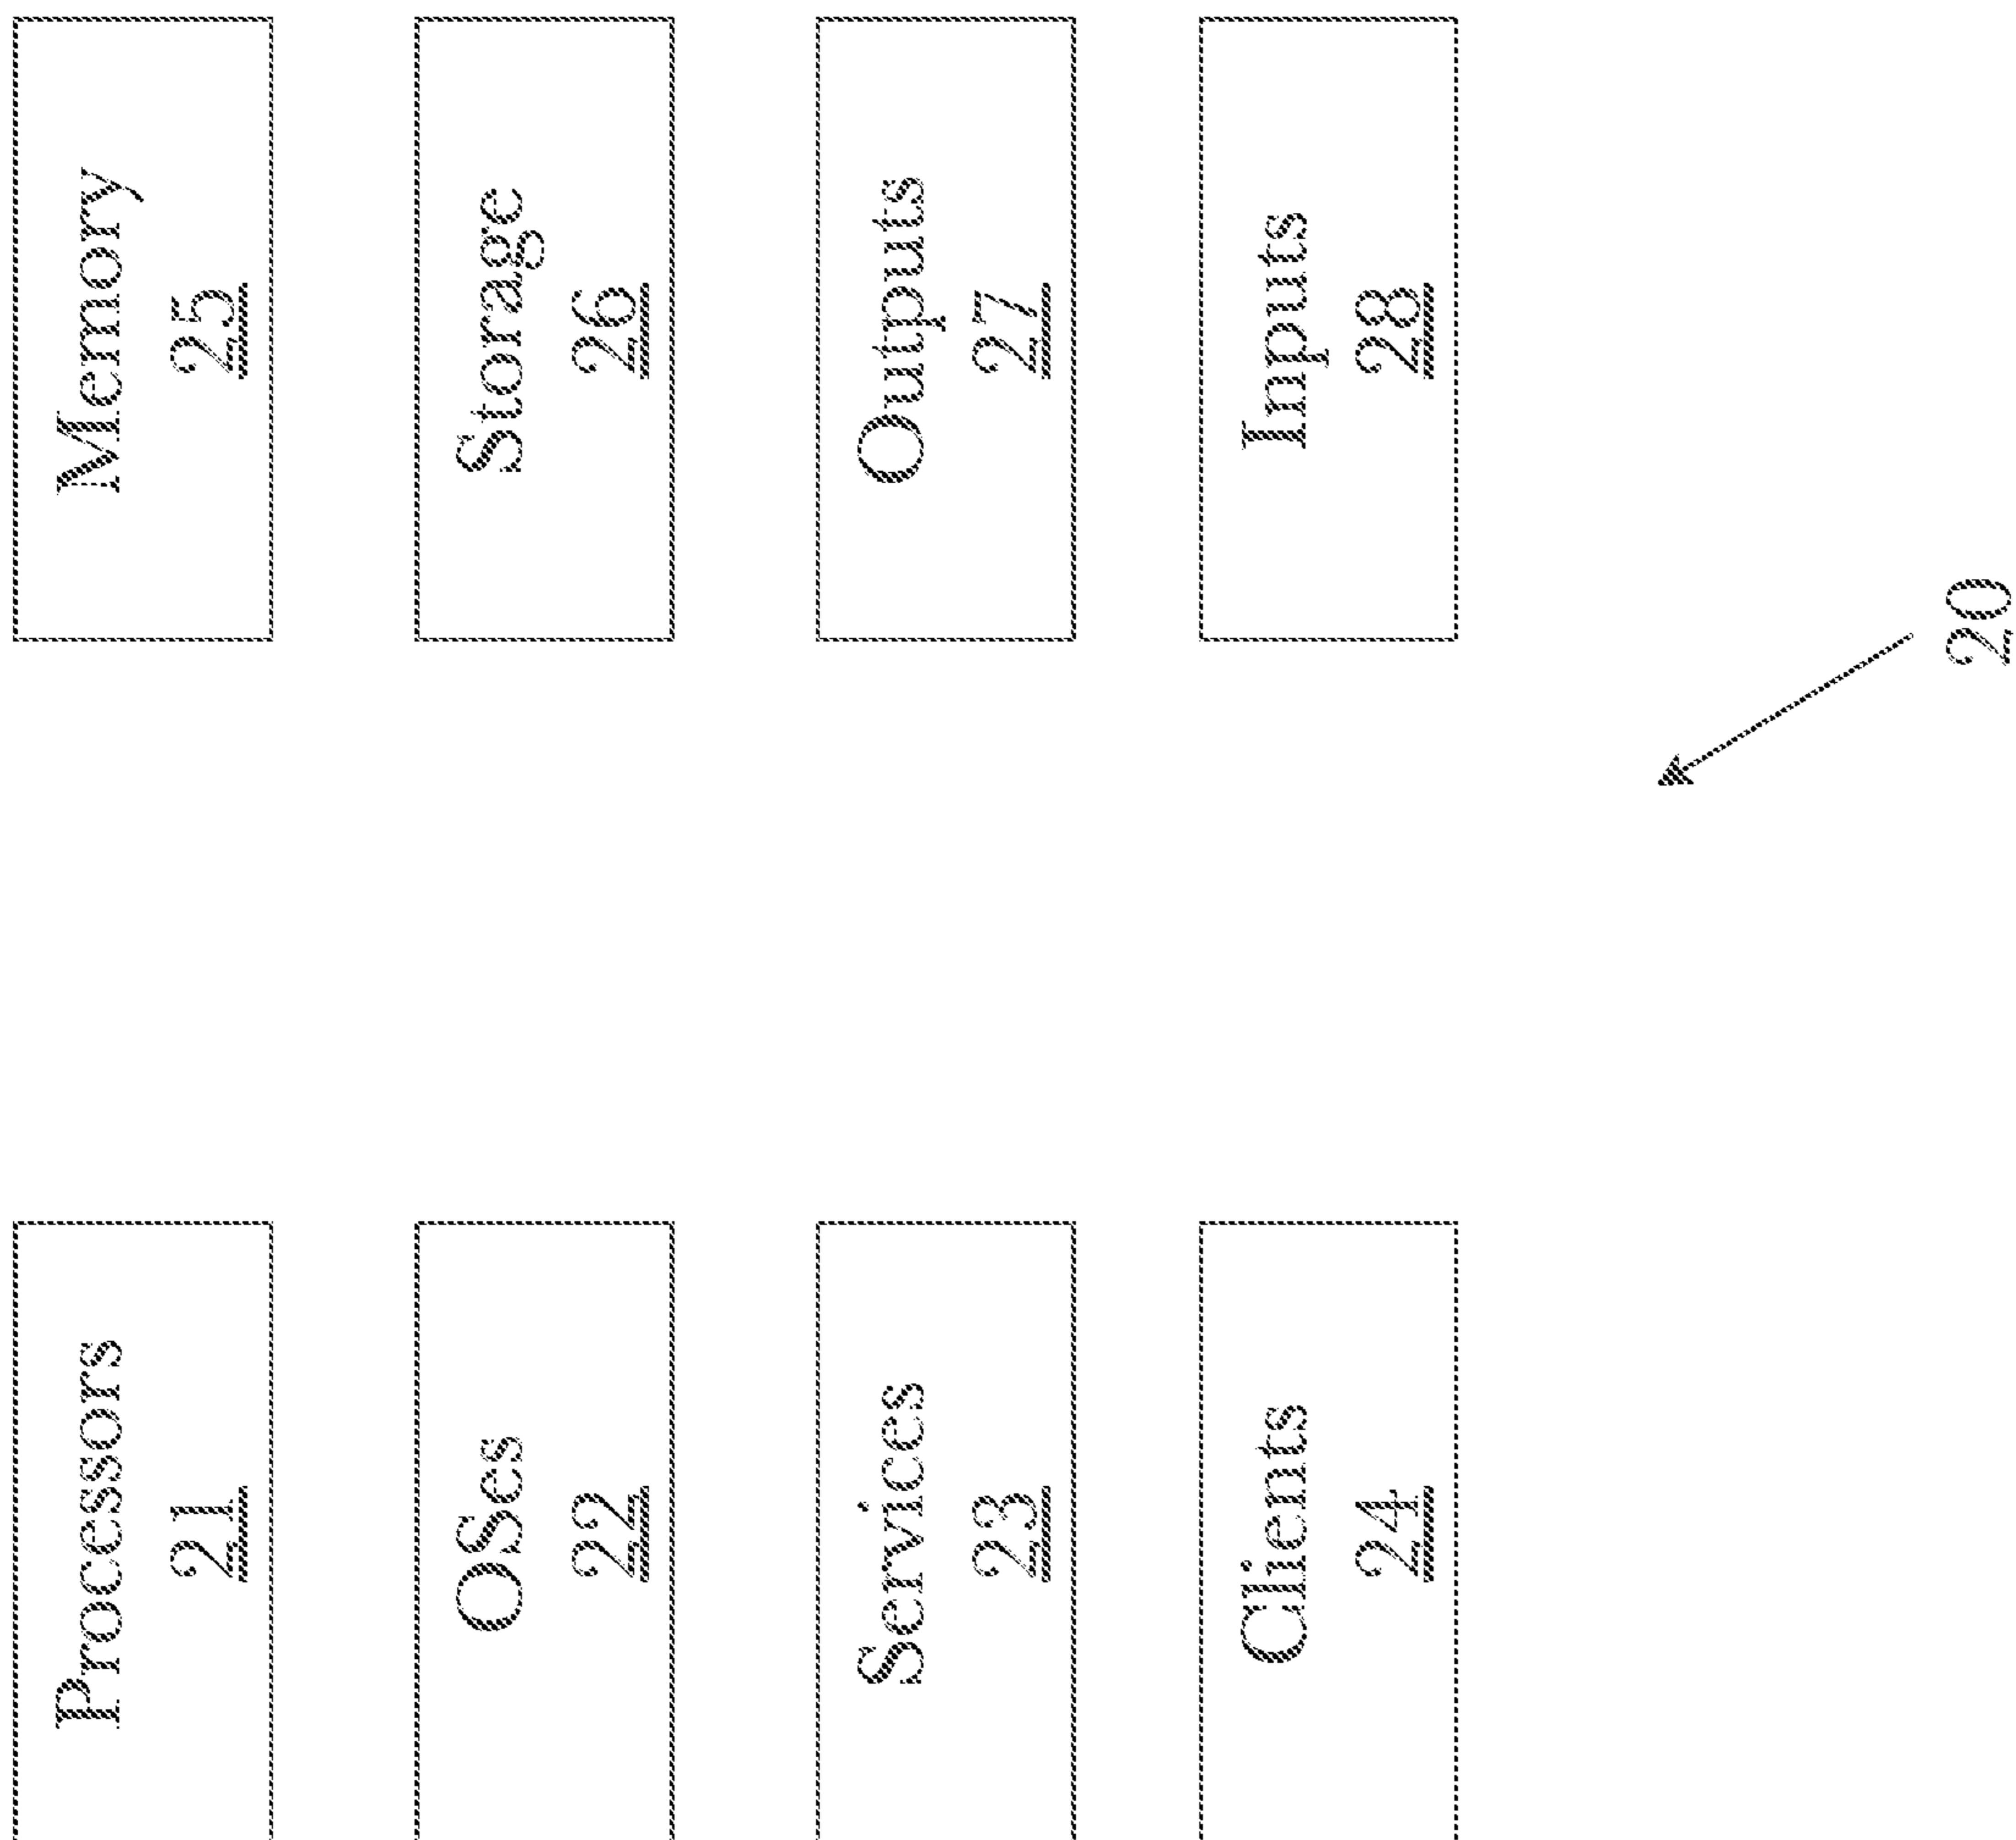 Processors
21
Memory
25
OSes
22
Storage
26
Services
23
Outputs
27
Clients
24
Inputs
28
20